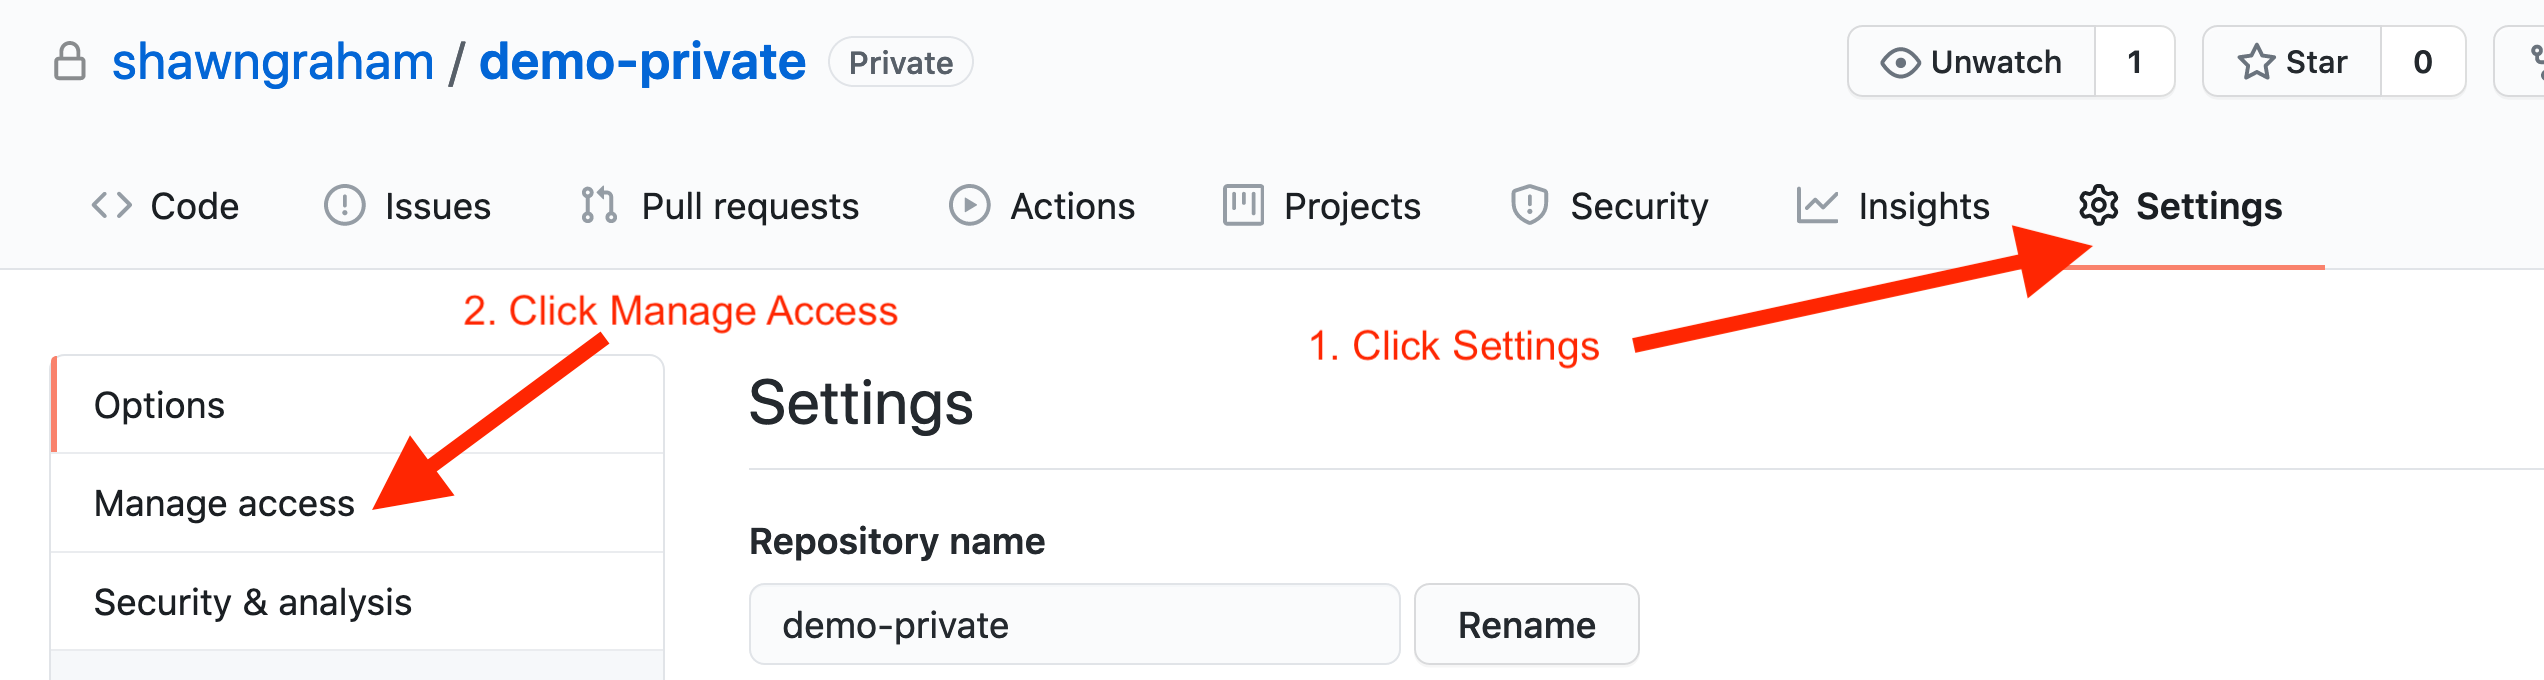 shawngraham / demo-private Private Unwatch 1 Star 0
Code Issues Pull requests Actions Projects Security Insights Settings
2. Click Manage Access
1. Click Settings
Options
Settings
Manage access
Repository name
Security & analysis
demo-private Rename